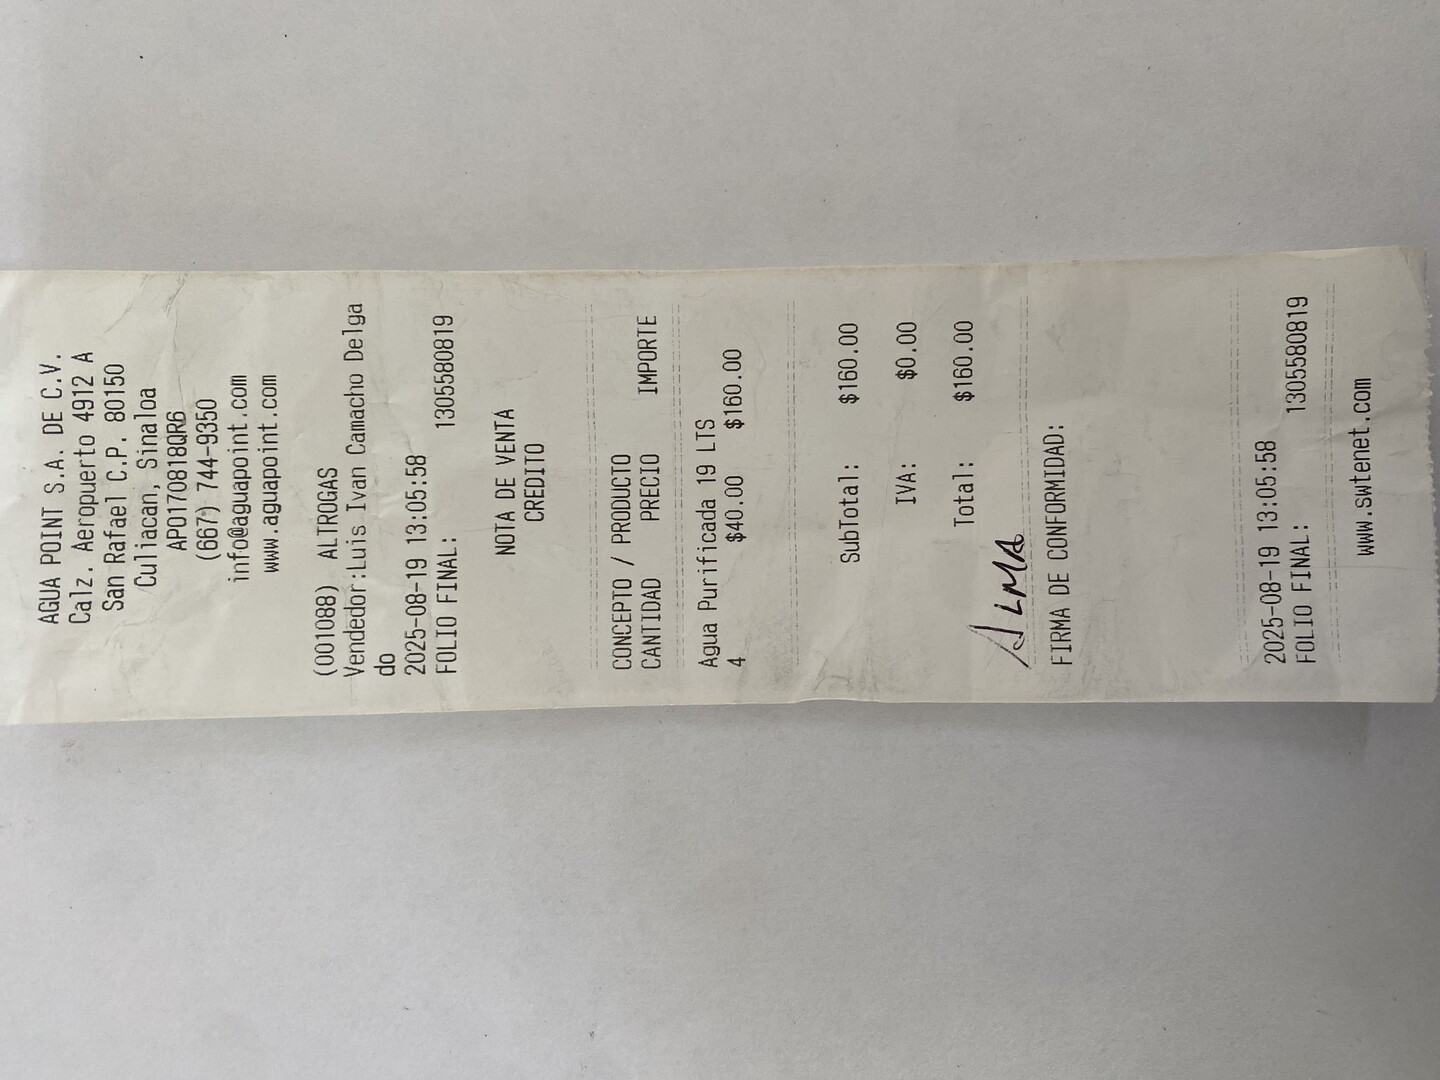 AGUA POINT S.A. DE C.V.
Calz. Aeropuerto 4912 A
San Rafael C.P. 80150
Culiacan, Sinaloa
APO170818QR6
(667) 744-9350
info@aguapoint.com
www.aguapoint.com
(001088) ALTROGAS
Vendedor:Luis Ivan Camacho Delga
do
2025-08-19 13:05:58
FOLIO FINAL: 1305580819
NOTA DE VENTA
CREDITO
CONCEPTO / PRODUCTO
CANTIDAD PRECIO IMPORTE
Agua Purificada 19 LTS
4 $40.00 $160.00
SubTotal: $160.00
IVA: $0.00
Total: $160.00
ALMA
FIRMA DE CONFORMIDAD:
2025-08-19 13:05:58
FOLIO FINAL: 1305580819
www.swtenet.com